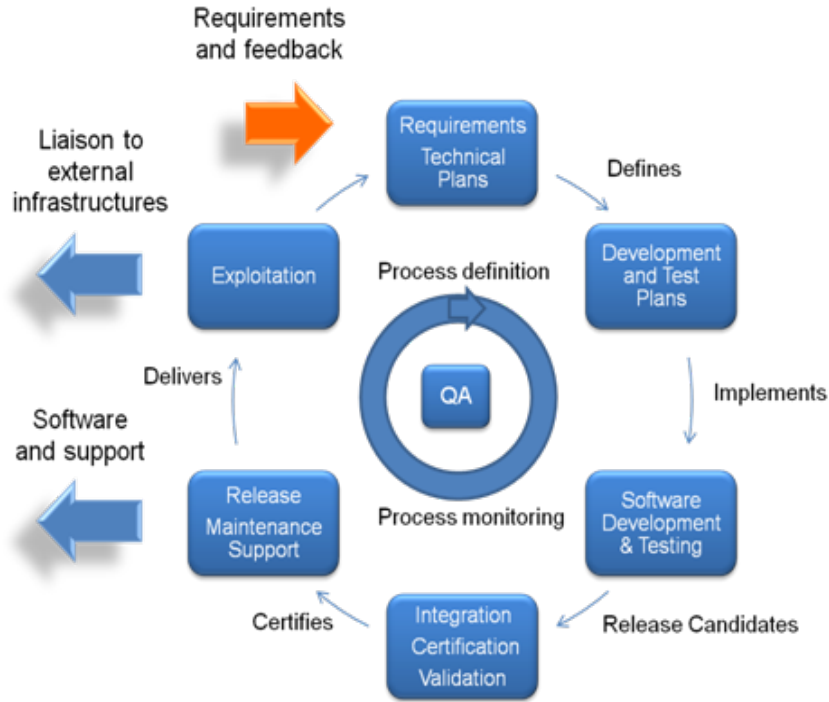 Requirements
and feedback
Liaison to
external
infrastructures
Requirements
Technical
Plans
Defines
Exploitation
Process definition
Development
and Test
Plans
Delivers
QA
Implements
Software
and support
Release
Maintenance
Support
Process monitoring
Software
Development
& Testing
Certifies
Integration
Certification
Validation
Release Candidates